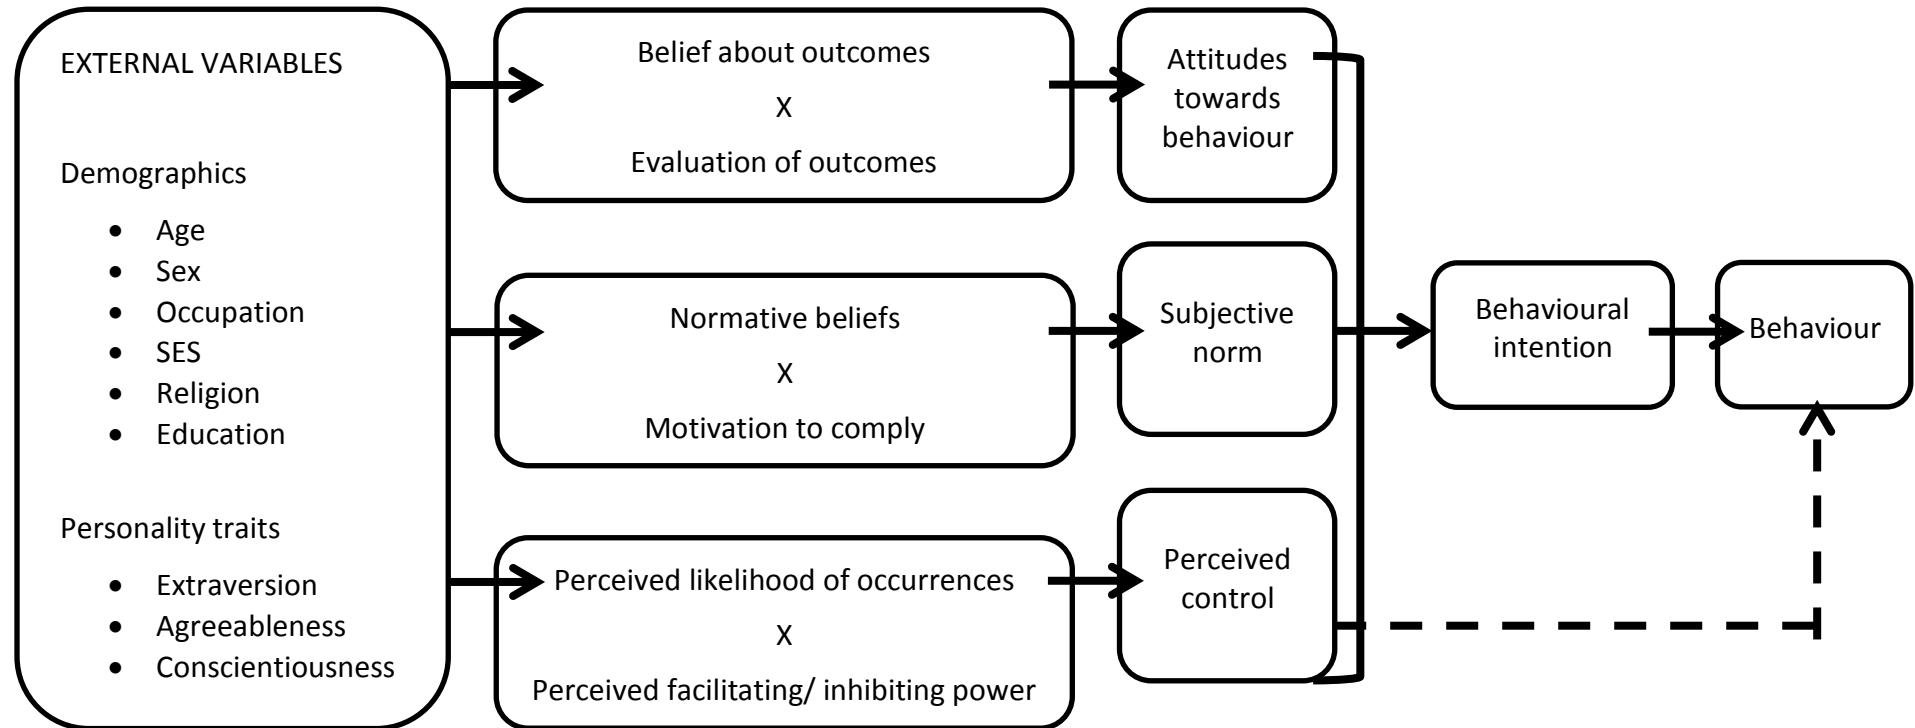 EXTERNAL VARIABLES
Demographics
• Age
• Sex
• Occupation
• SES
• Religion
• Education
Personality traits
• Extraversion
• Agreeableness
• Conscientiousness
Belief about outcomes
X
Evaluation of outcomes
Normative beliefs
X
Motivation to comply
Perceived likelihood of occurrences
X
Perceived facilitating/ inhibiting power
Attitudes
towards
behaviour
Subjective
norm
Perceived
control
Behavioural
intention
Behaviour